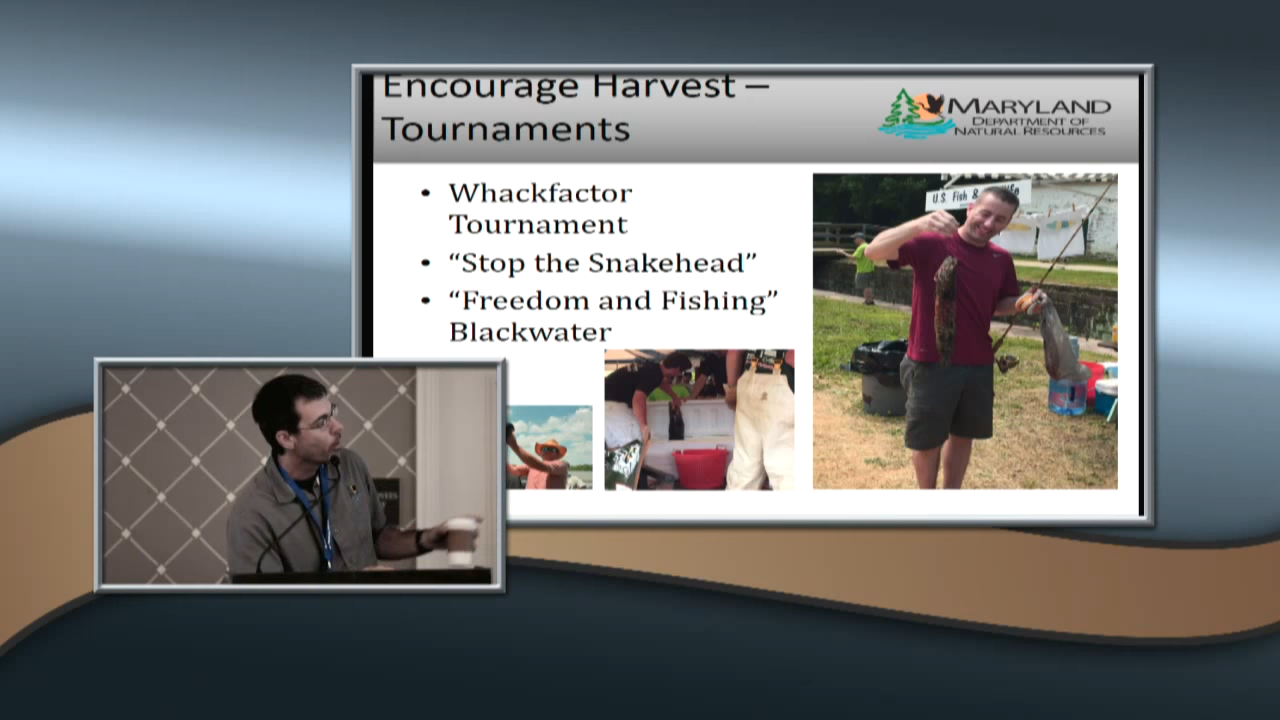 Encourage Harvest –
Tournaments
MARYLAND
DEPARTMENT OF
NATURAL RESOURCES
• Whackfactor
Tournament
• “Stop the Snakehead”
• “Freedom and Fishing”
Blackwater
U.S. Fish &